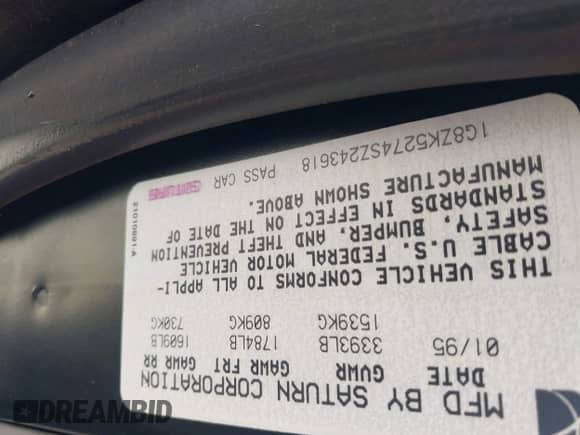 MFD BY SATURN CORPORATION
DATE GVWR GAWR FRT GAWR RR
01/95 3393LB 1784LB 1609LB
1539KG 809KG 730KG
THIS VEHICLE CONFORMS TO ALL APPLI-
CABLE U.S. FEDERAL MOTOR VEHICLE
SAFETY, BUMPER, AND THEFT PREVENTION
STANDARDS IN EFFECT ON THE DATE OF
MANUFACTURE SHOWN ABOVE.
1G8ZK5274SZ243618 PASS CAR
SATURN
21010891A
DREAMBID